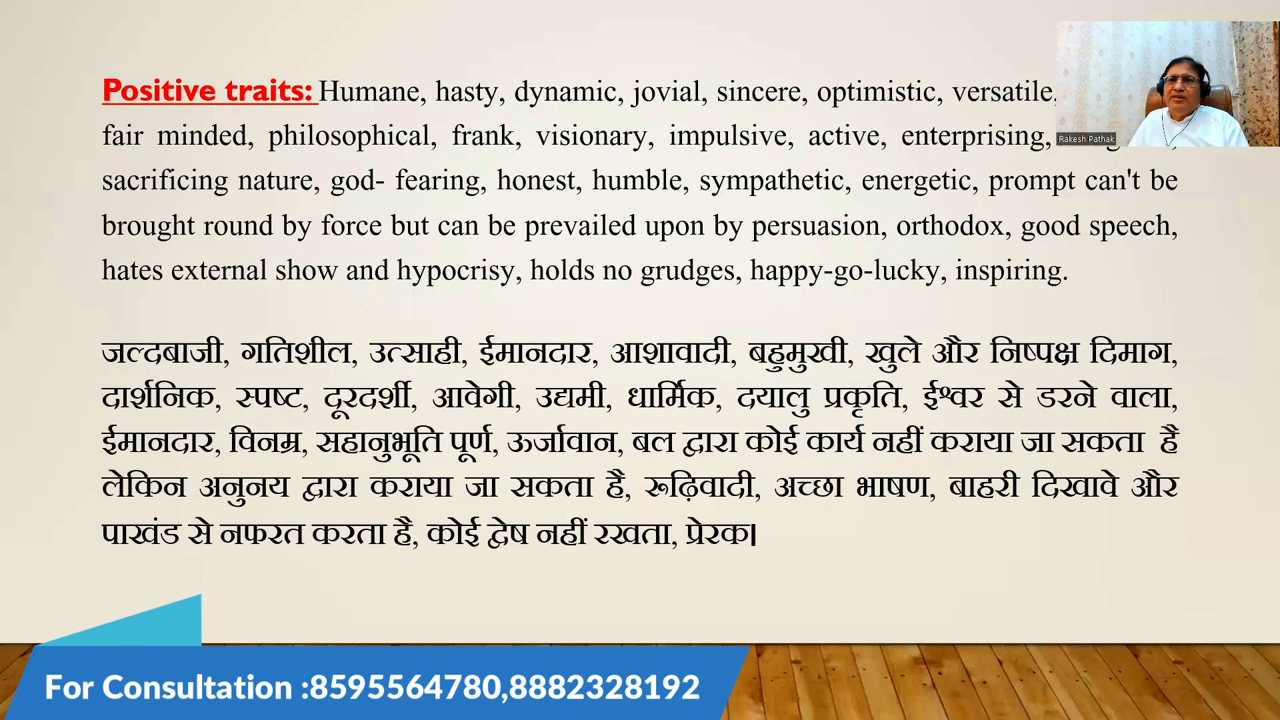 Positive traits: Humane, hasty, dynamic, jovial, sincere, optimistic, versatile,
fair minded, philosophical, frank, visionary, impulsive, active, enterprising,
sacrificing nature, god- fearing, honest, humble, sympathetic, energetic, prompt can't be
brought round by force but can be prevailed upon by persuasion, orthodox, good speech,
hates external show and hypocrisy, holds no grudges, happy-go-lucky, inspiring.
जल्दबाजी, गतिशील, उत्साही, ईमानदार, आशावादी, बहुमुखी, खुले और निष्पक्ष दिमाग,
दार्शनिक, स्पष्ट, दूरदर्शी, आवेगी, उद्यमी, धार्मिक, दयालु प्रकृति, ईश्वर से डरने वाला,
ईमानदार, विनम्र, सहानुभूति पूर्ण, ऊर्जावान, बल द्वारा कोई कार्य नहीं कराया जा सकता है
लेकिन अनुनय द्वारा कराया जा सकता है, रूढ़िवादी, अच्छा भाषण, बाहरी दिखावे और
पाखंड से नफरत करता है, कोई द्वेष नहीं रखता, प्रेरक।
Rakesh Pathak
For Consultation :8595564780,8882328192